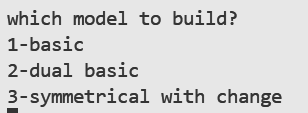 which model to build?
1-basic
2-dual basic
3-symmetrical with change